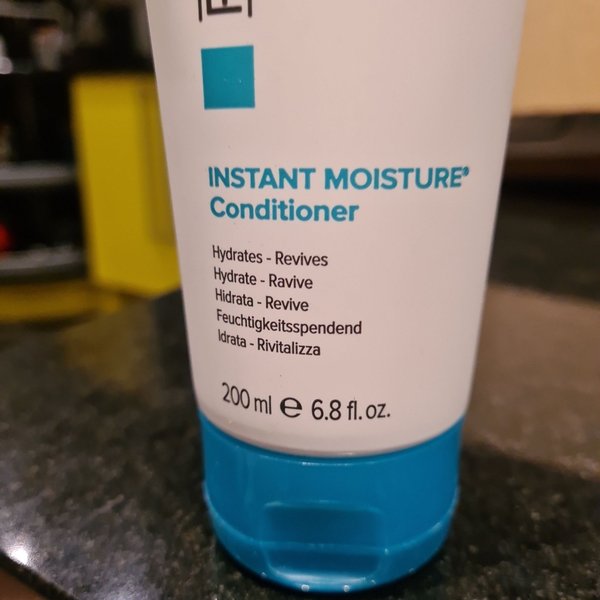 INSTANT MOISTURE®
Conditioner
Hydrates - Revives
Hydrate - Ravive
Hidrata - Revive
Feuchtigkeitsspendend
Idrata - Rivitalizza
200 ml ℮ 6.8 fl. oz.